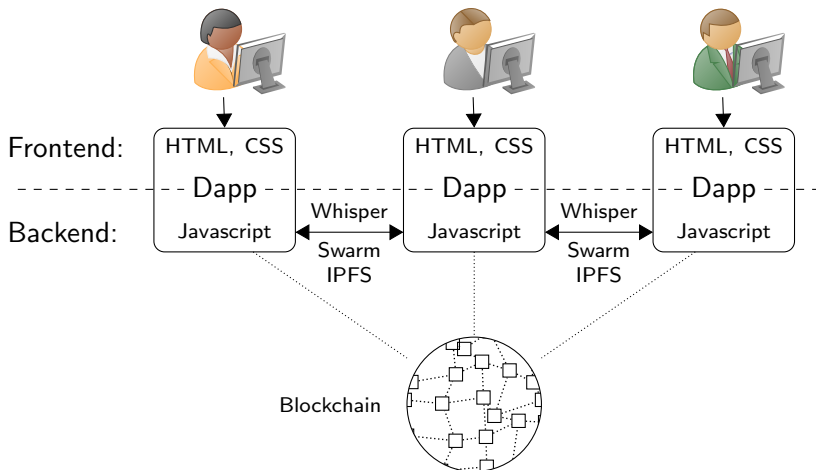 Frontend:
HTML, CSS
HTML, CSS
HTML, CSS
Dapp
Dapp
Dapp
Backend:
Javascript
Whisper
Swarm
IPFS
Javascript
Whisper
Swarm
IPFS
Javascript
Blockchain